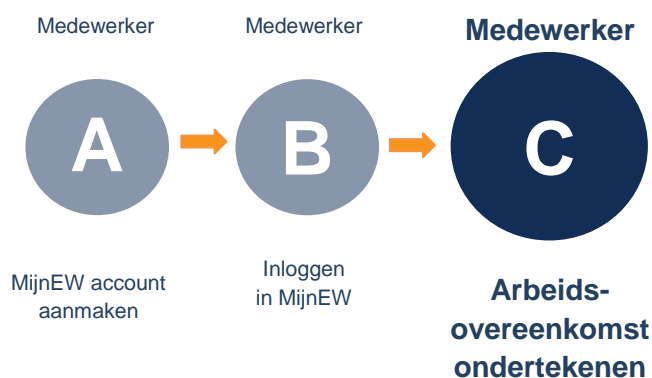 Medewerker
Medewerker
Medewerker
A
B
C
MijnEW account
aanmaken
Inloggen
in MijnEW
Arbeids-
overeenkomst
ondertekenen